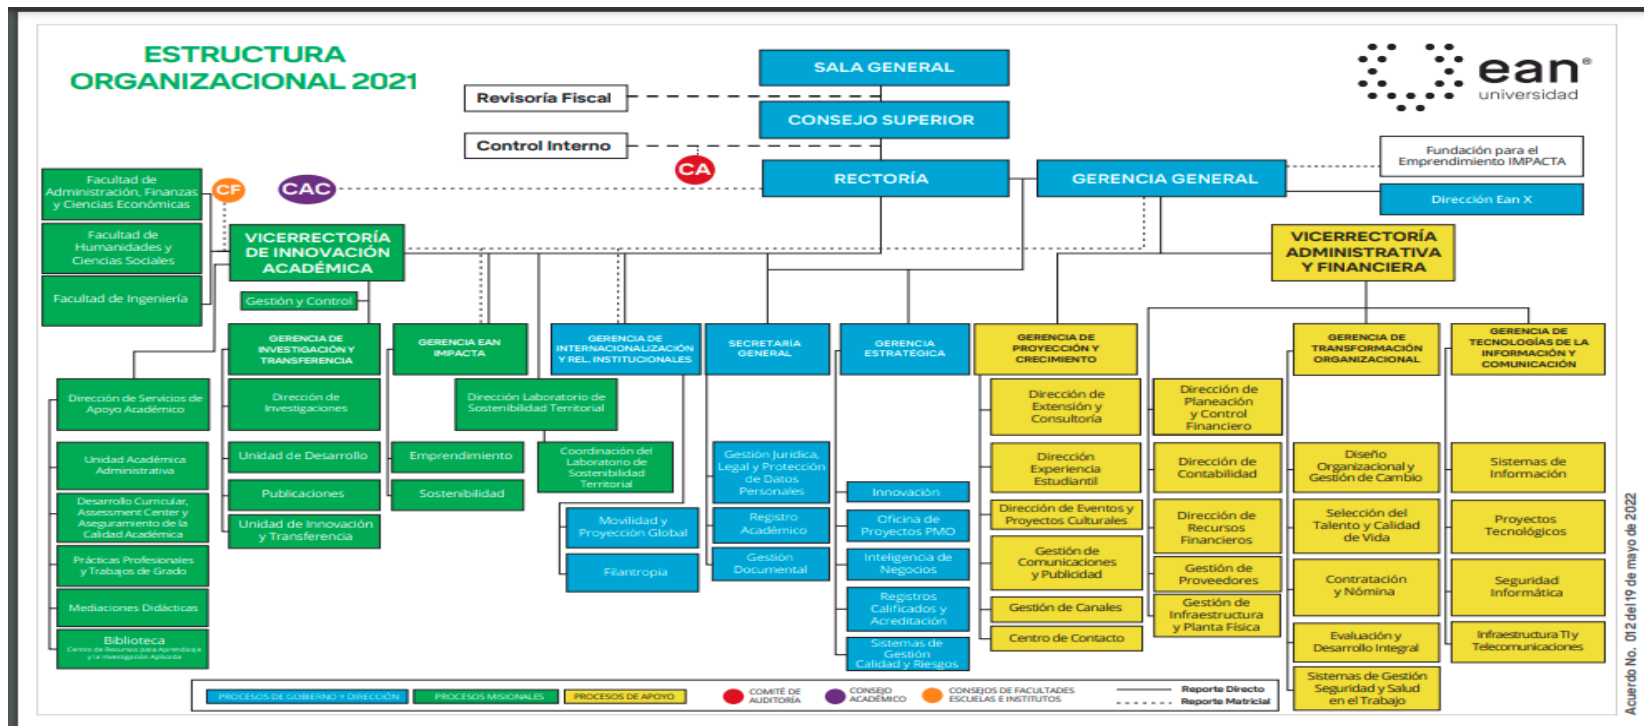 ESTRUCTURA
ORGANIZACIONAL 2021
SALA GENERAL
Revisoría Fiscal
CONSEJO SUPERIOR
Control Interno
CA
RECTORÍA
GERENCIA GENERAL
ean®
universidad
Fundación para el
Emprendimiento IMPACTA
Dirección Ean X
Facultad de
Administración, Finanzas
y Ciencias Económicas
CF
CAC
Facultad de
Humanidades y
Ciencias Sociales
Facultad de Ingeniería
VICERRECTORÍA
DE INNOVACIÓN
ACADÉMICA
Gestión y Control
VICERRECTORÍA
ADMINISTRATIVA
Y FINANCIERA
GERENCIA DE
INVESTIGACIÓN Y
TRANSFERENCIA
GERENCIA EAN
IMPACTA
GERENCIA DE
INTERNACIONALIZACIÓN
Y REL. INSTITUCIONALES
SECRETARÍA
GENERAL
GERENCIA
ESTRATÉGICA
GERENCIA DE
PROYECCIÓN Y
CRECIMIENTO
GERENCIA DE
TRANSFORMACIÓN
ORGANIZACIONAL
GERENCIA DE
TECNOLOGÍAS DE LA
INFORMACIÓN Y
COMUNICACIÓN
Dirección de Servicios de
Apoyo Académico
Unidad Académica
Administrativa
Desarrollo Curricular,
Assessment Center y
Aseguramiento de la
Calidad Académica
Prácticas Profesionales
y Trabajos de Grado
Mediaciones Didácticas
Biblioteca
Centro de Recursos para Aprendizaje
y la Investigación Aplicada
Dirección de
Investigaciones
Unidad de Desarrollo
Publicaciones
Unidad de Innovación
y Transferencia
Dirección Laboratorio de
Sostenibilidad Territorial
Emprendimiento
Sostenibilidad
Coordinación del
Laboratorio de
Sostenibilidad
Territorial
Movilidad y
Proyección Global
Filantropia
Gestión Juridica,
Legal y Protección
de Datos
Personales
Registro
Académico
Gestión
Documental
Innovación
Oficina de
Proyectos PMO
Inteligencia de
Negocios
Registros
Calificados y
Acreditación
Sistemas de
Gestión
Calidad y Riesgos
Dirección de
Extensión y
Consultoría
Dirección
Experiencia
Estudiantil
Dirección de Eventos y
Proyectos Culturales
Gestión de
Comunicaciones
y Publicidad
Gestión de Canales
Centro de Contacto
Dirección de
Planeación
y Control
Financiero
Dirección de
Contabilidad
Dirección de
Recursos
Financieros
Gestión de
Proveedores
Gestión de
Infraestructura
y Planta Física
Diseño
Organizacional y
Gestión de Cambio
Selección del
Talento y Calidad
de Vida
Contratación
y Nómina
Evaluación y
Desarrollo Integral
Sistemas de Gestión
Seguridad y Salud
en el Trabajo
Sistemas de
Información
Proyectos
Tecnológicos
Seguridad
Informática
Infraestructura TI y
Telecomunicaciones
PROCESOS DE GOBIERNO Y DIRECCIÓN
PROCESOS MISIONALES
PROCESOS DE APOYO
COMITÉ DE
AUDITORÍA
CONSEJO
ACADÉMICO
CONSEJOS DE FACULTADES
ESCUELAS E INSTITUTOS
Reporte Directo
Reporte Matricial
Acuerdo No. 012 del 19 de mayo de 2022